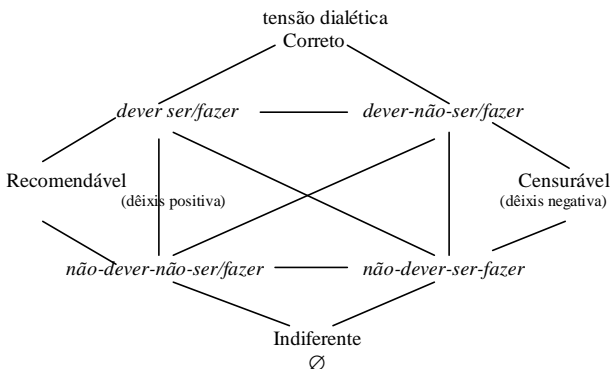 tensão dialética
Correto
dever ser/fazer dever-não-ser/fazer
Recomendável Censurável
(dêixis positiva) (dêixis negativa)
não-dever-não-ser/fazer não-dever-ser-fazer
Indiferente
∅